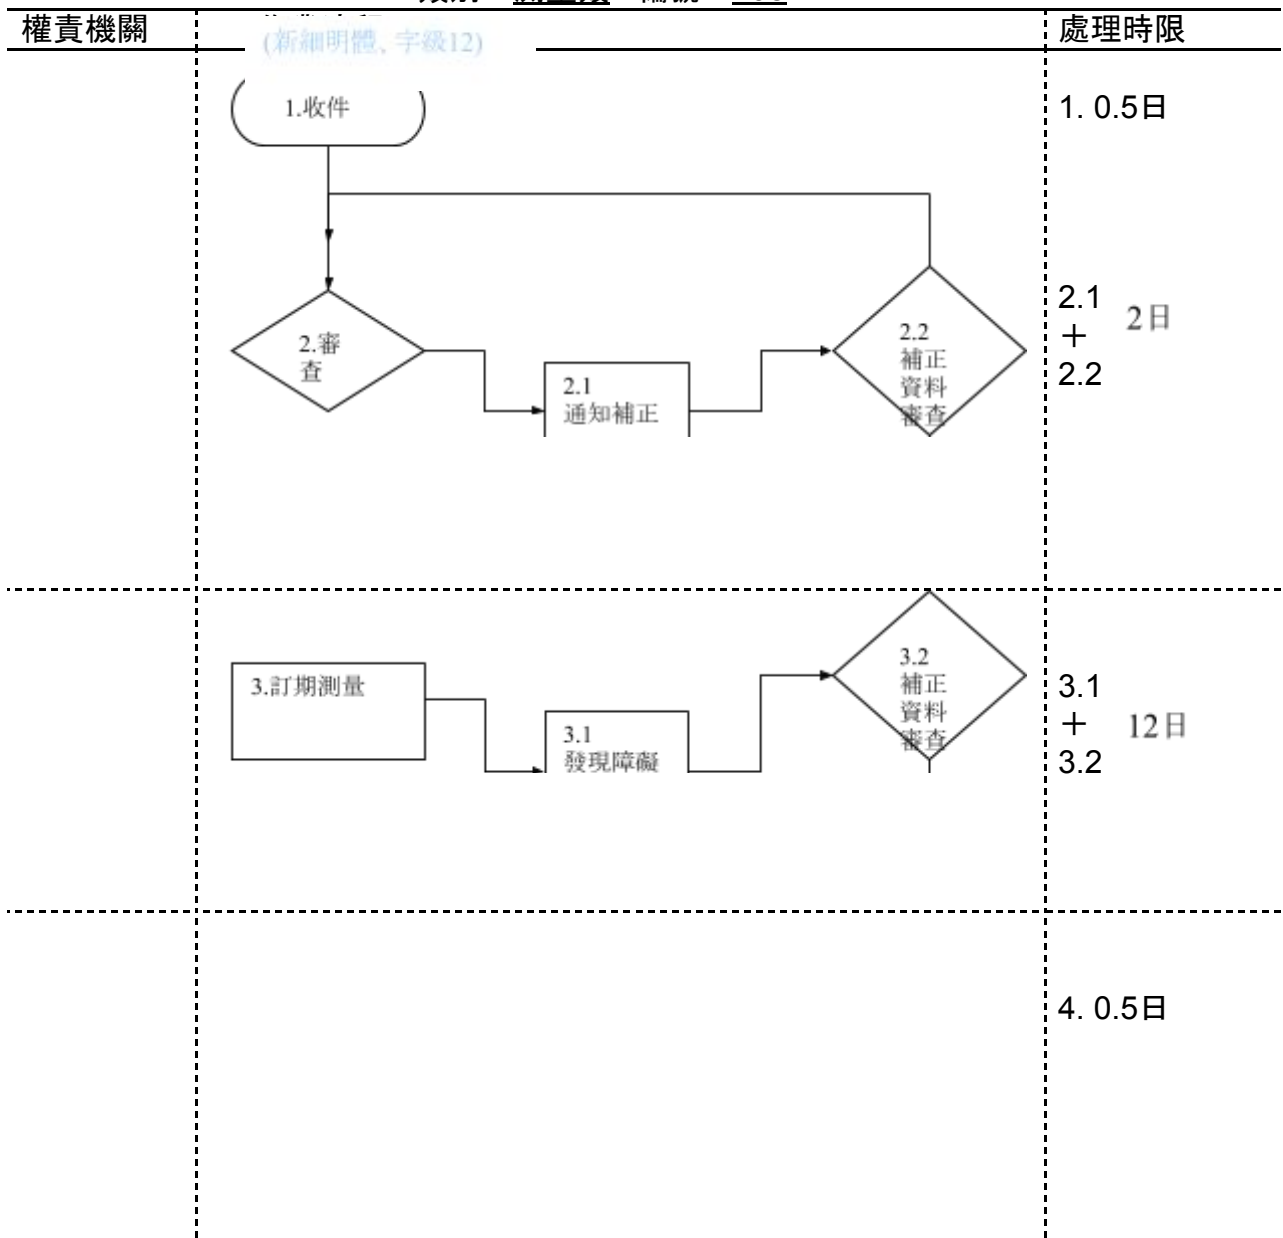 權責機關
處理時限
(新細明體、字級12)
1.收件
1. 0.5日
2.審
查
2.1
通知補正
2.2
補正
資料
審查
2.1
＋
2.2
2日
3.訂期測量
3.1
發現障礙
3.2
補正
資料
審查
3.1
＋
3.2
12日
4. 0.5日